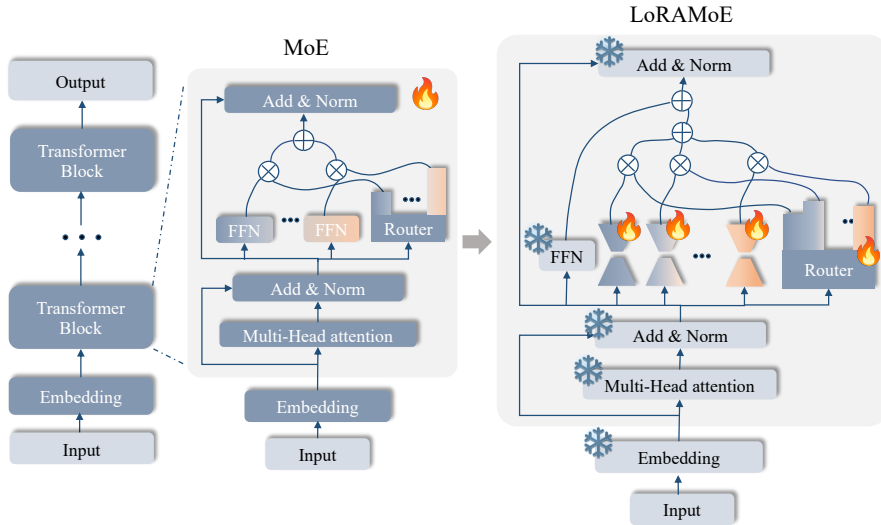 LoRAMoE
MoE
Output
Transformer
Block
Transformer
Block
Embedding
Input
Add & Norm
FFN
FFN
Router
Add & Norm
Multi-Head attention
Embedding
Input
Add & Norm
FFN
Router
Add & Norm
Multi-Head attention
Embedding
Input